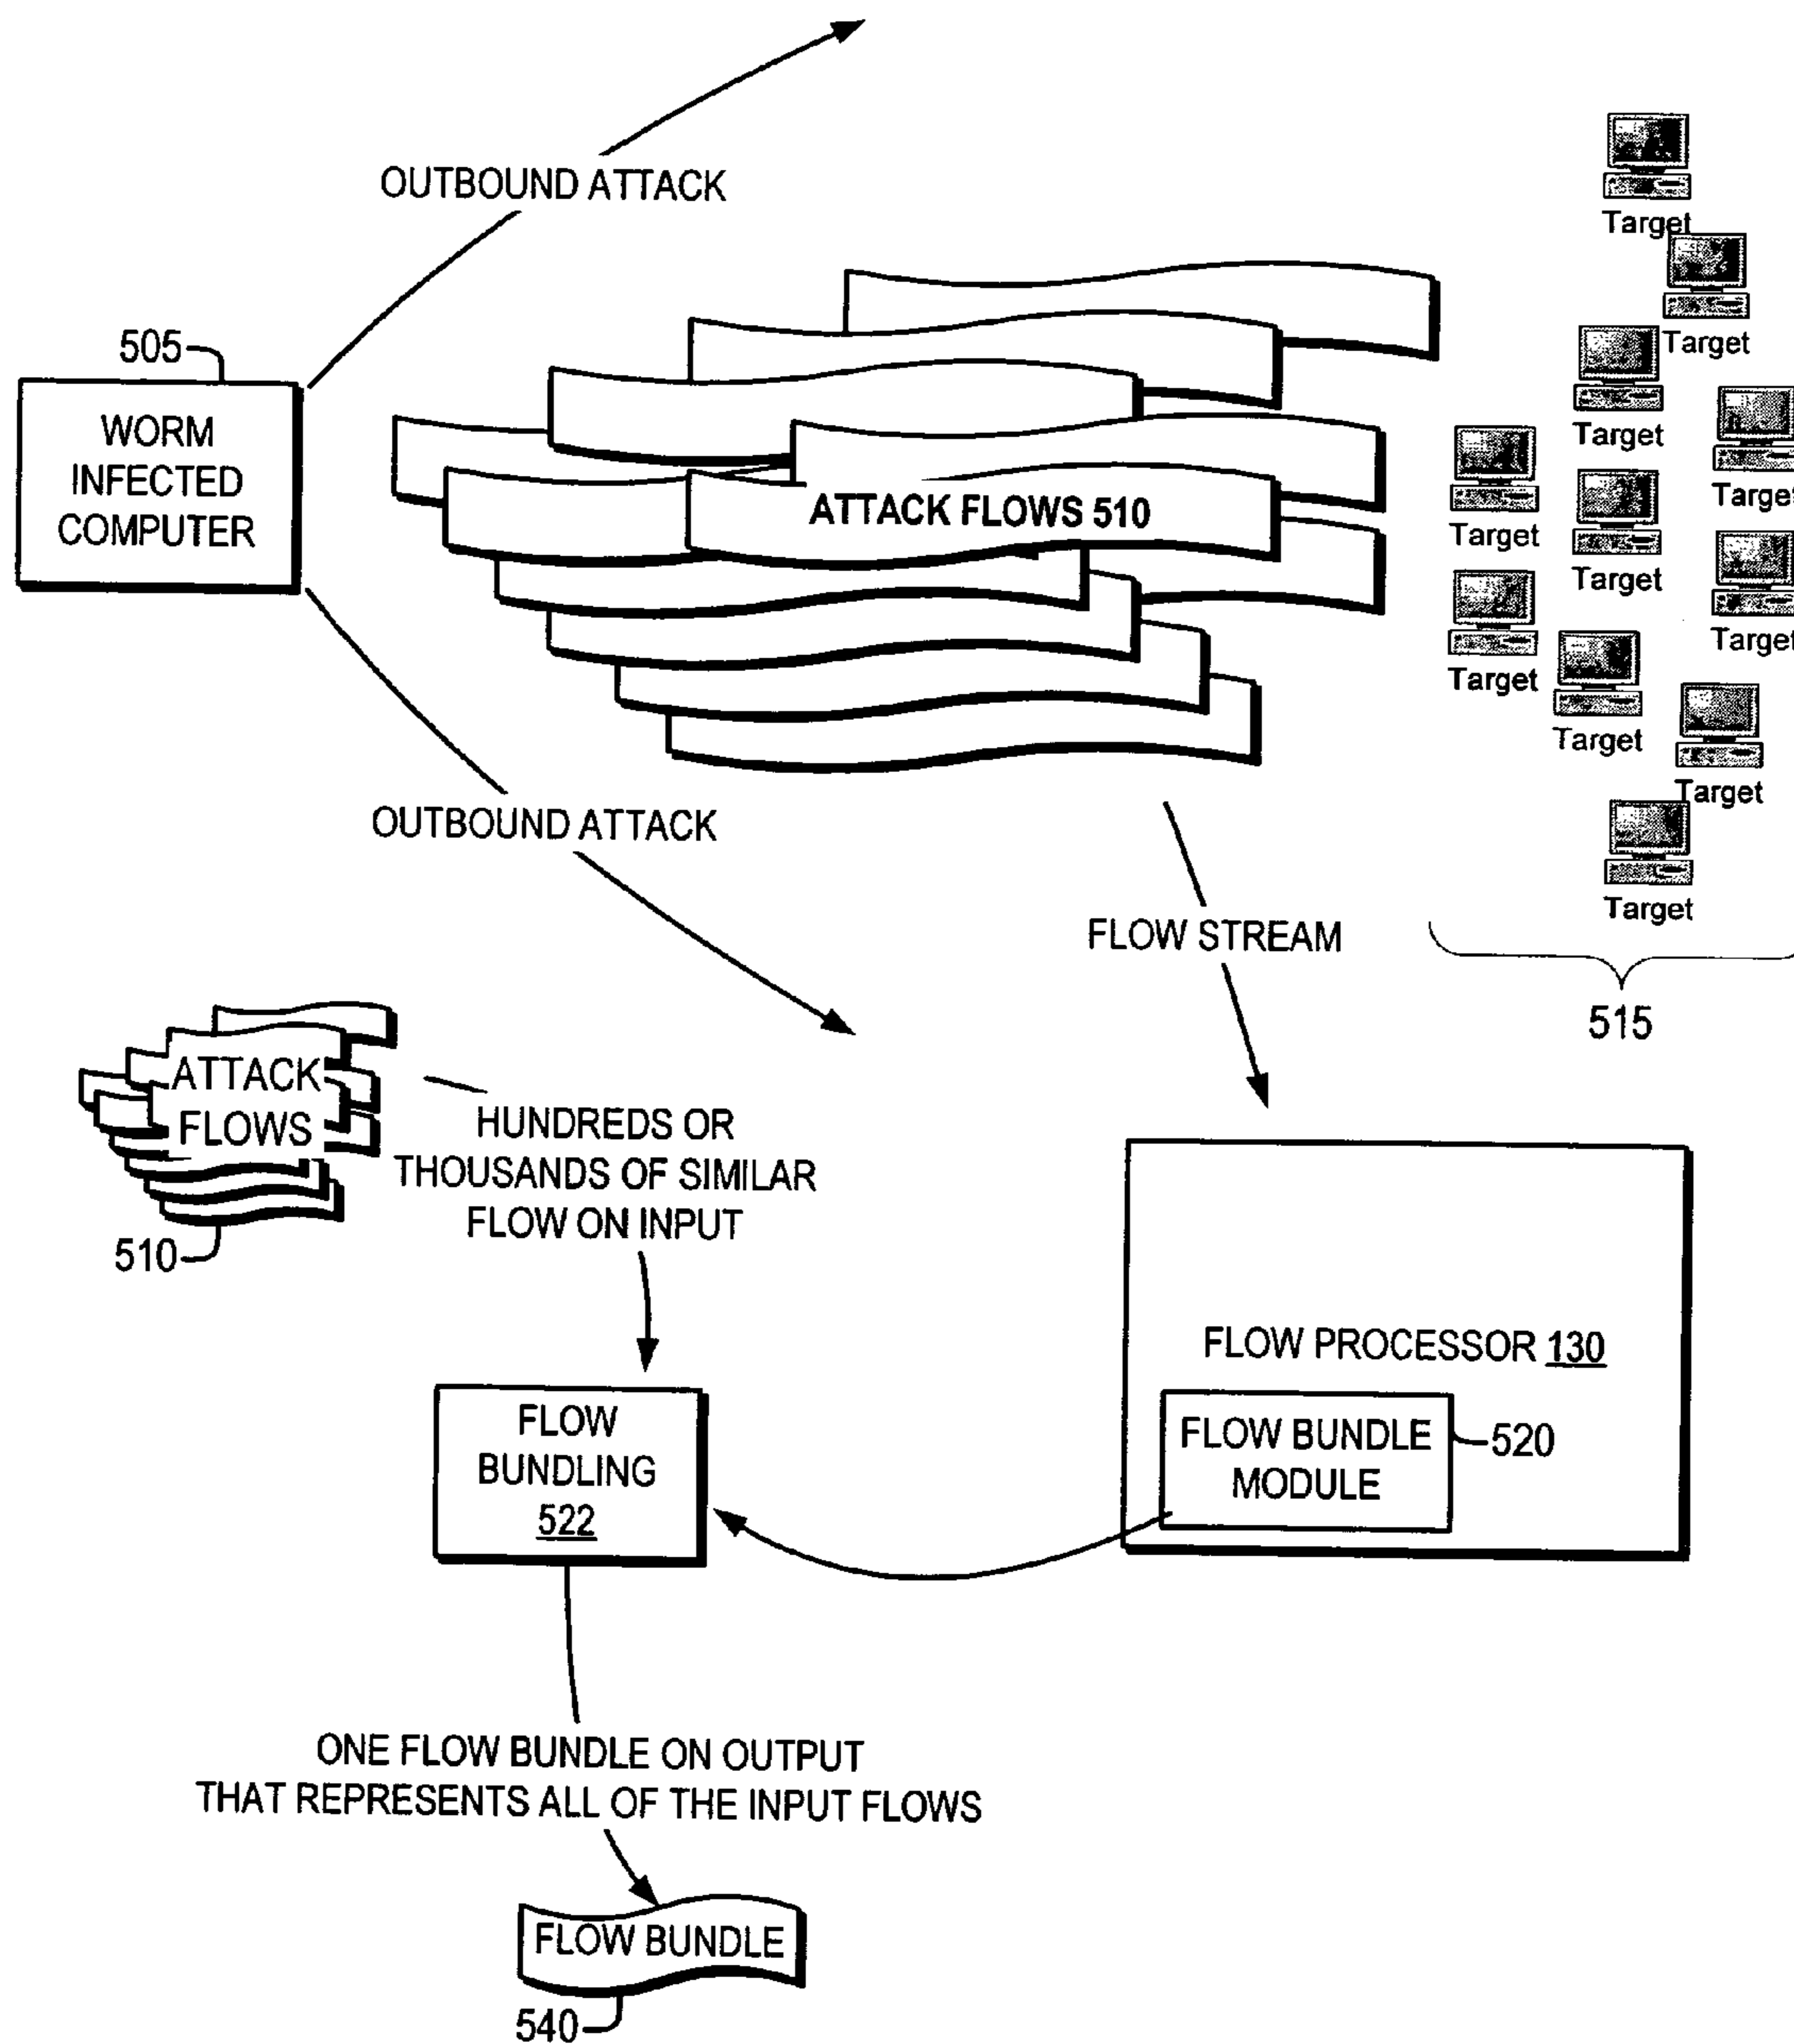 OUTBOUND ATTACK
Target
Target
505
WORM
INFECTED
COMPUTER
Target
Target
Target
ATTACK FLOWS 510
Target
Target
Target
Target
Target
Target
Target
OUTBOUND ATTACK
FLOW STREAM
515
ATTACK
FLOWS
510
HUNDREDS OR
THOUSANDS OF SIMILAR
FLOW ON INPUT
FLOW PROCESSOR 130
FLOW BUNDLE
MODULE
520
FLOW
BUNDLING
522
ONE FLOW BUNDLE ON OUTPUT
THAT REPRESENTS ALL OF THE INPUT FLOWS
FLOW BUNDLE
540